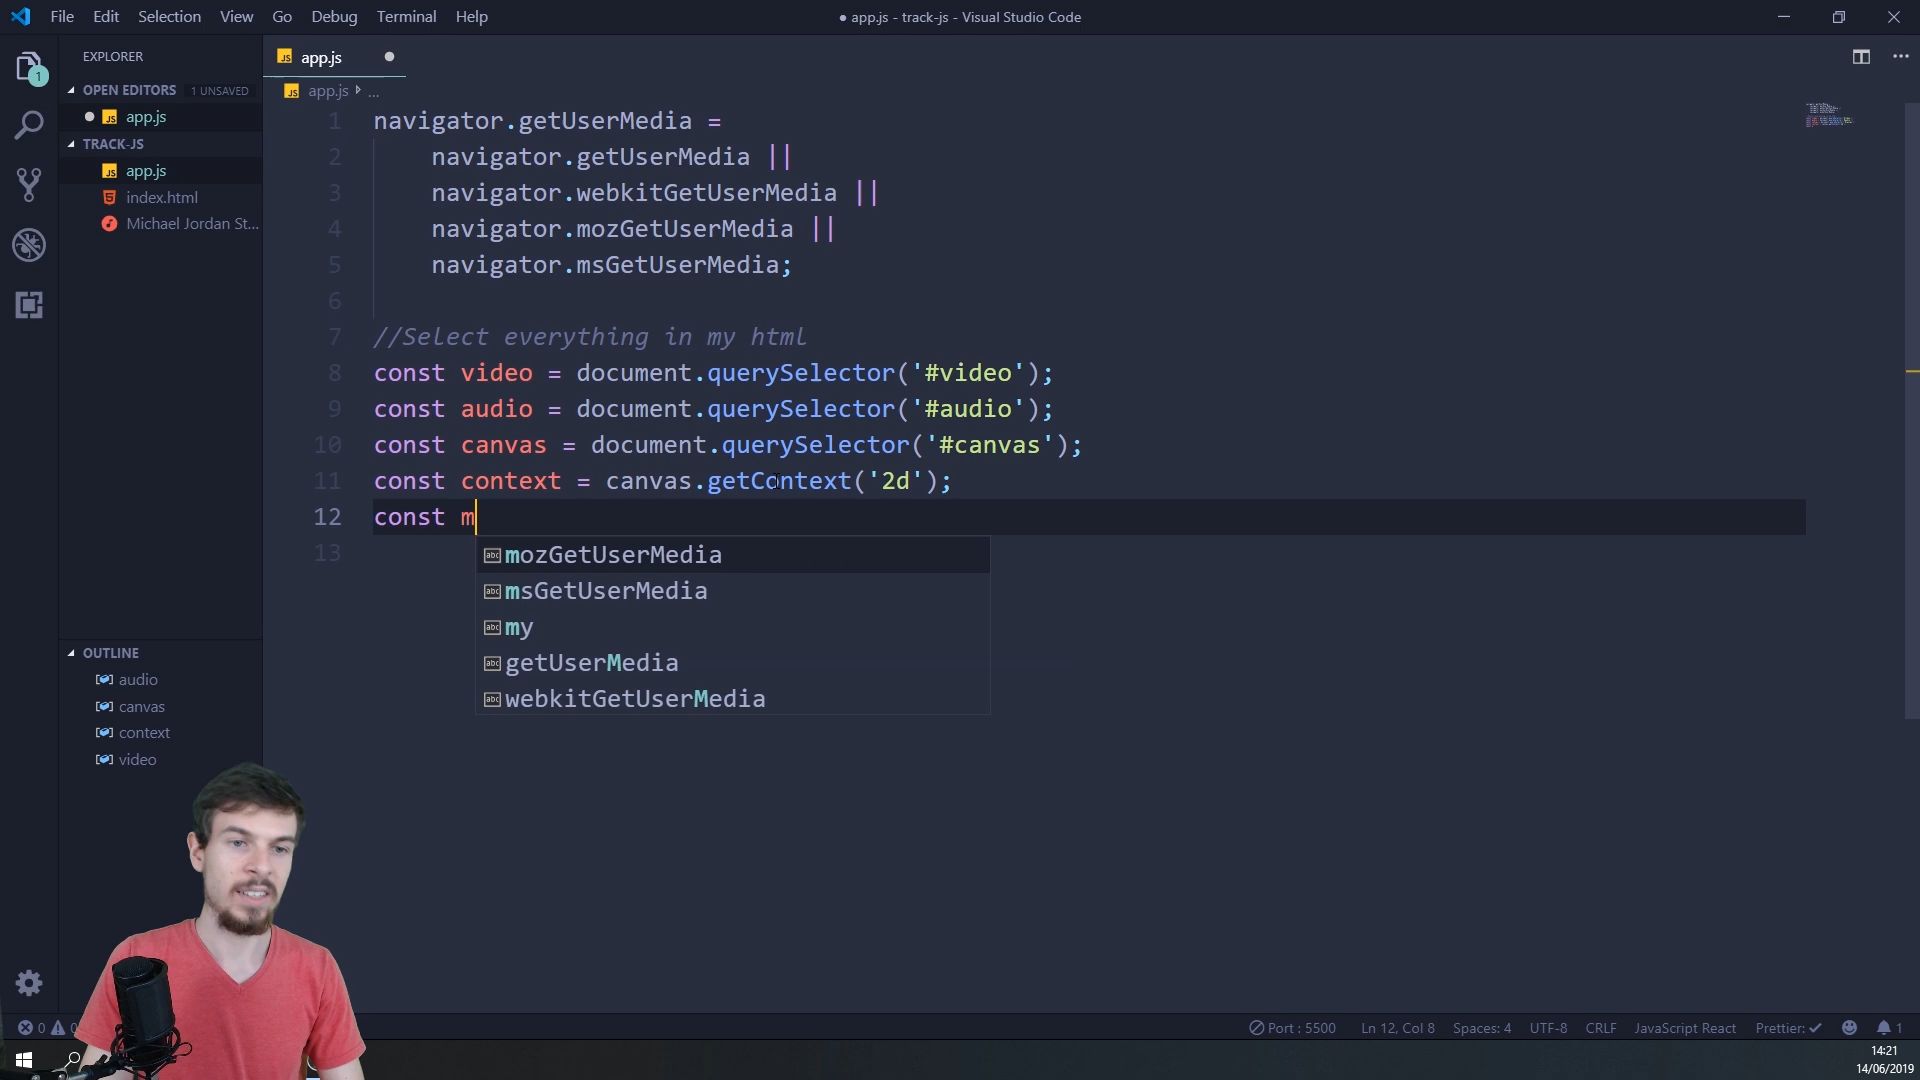 File Edit Selection View Go Debug Terminal Help
● app.js - track-js - Visual Studio Code
EXPLORER
OPEN EDITORS 1 UNSAVED
app.js
TRACK-JS
app.js
index.html
Michael Jordan St...
OUTLINE
audio
canvas
context
video
1
app.js
app.js ...
1 navigator.getUserMedia =
2 navigator.getUserMedia ||
3 navigator.webkitGetUserMedia ||
4 navigator.mozGetUserMedia ||
5 navigator.msGetUserMedia;
6
7 //Select everything in my html
8 const video = document.querySelector('#video');
9 const audio = document.querySelector('#audio');
10 const canvas = document.querySelector('#canvas');
11 const context = canvas.getContext('2d');
12 const m
13
mozGetUserMedia
msGetUserMedia
my
getUserMedia
webkitGetUserMedia
0 0 Port : 5500 Ln 12, Col 8 Spaces: 4 UTF-8 CRLF JavaScript React Prettier: ✓ 1
14:21
14/06/2019